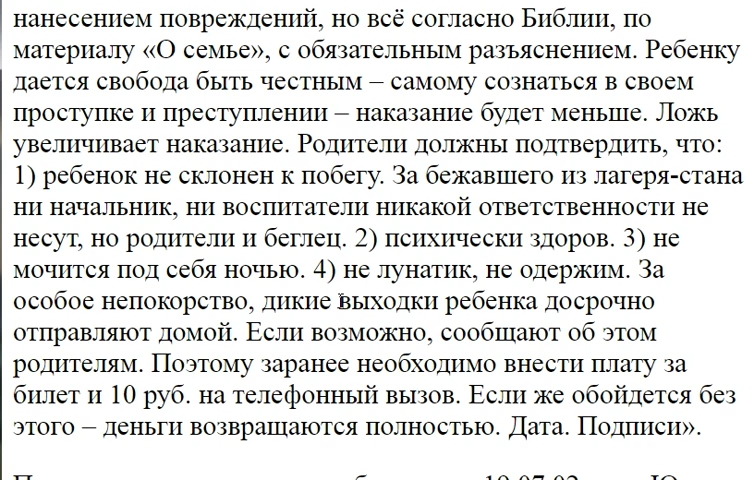 нанесением повреждений, но всё согласно Библии, по
материалу «О семье», с обязательным разъяснением. Ребенку
дается свобода быть честным – самому сознаться в своем
проступке и преступлении – наказание будет меньше. Ложь
увеличивает наказание. Родители должны подтвердить, что:
1) ребенок не склонен к побегу. За бежавшего из лагеря-стана
ни начальник, ни воспитатели никакой ответственности не
несут, но родители и беглец. 2) психически здоров. 3) не
мочится под себя ночью. 4) не лунатик, не одержим. За
особое непокорство, дикие выходки ребенка досрочно
отправляют домой. Если возможно, сообщают об этом
родителям. Поэтому заранее необходимо внести плату за
билет и 10 руб. на телефонный вызов. Если же обойдется без
этого – деньги возвращаются полностью. Дата. Подписи».